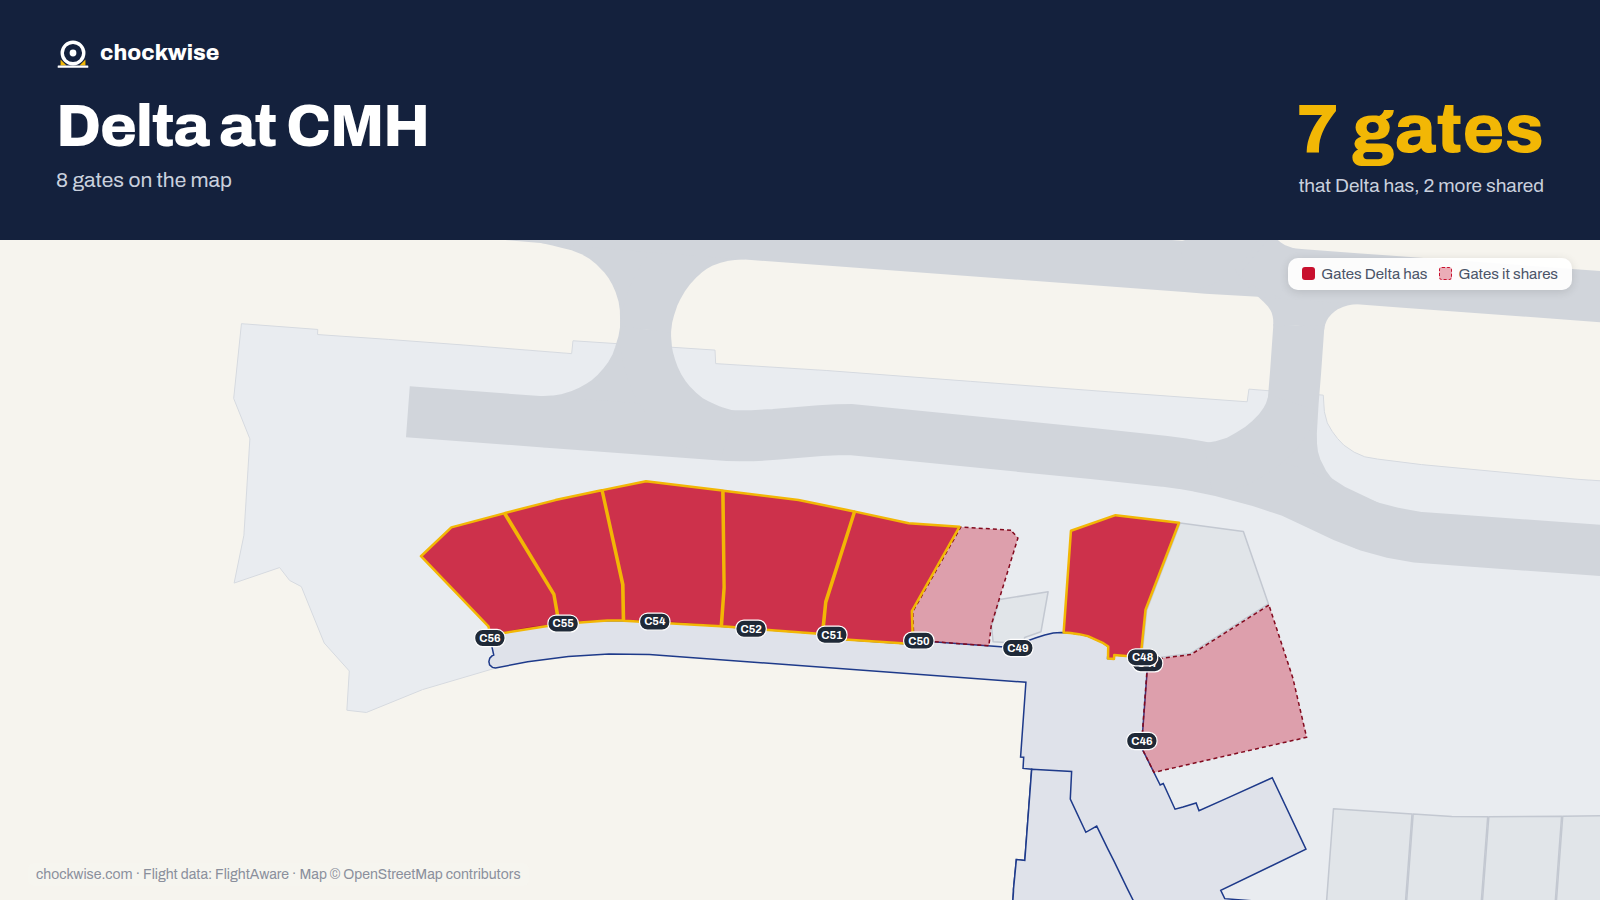 chockwise
Delta at CMH
8 gates on the map
7 gates
that Delta has, 2 more shared
Gates Delta has
Gates it shares
C56
C55
C54
C52
C51
C50
C49
C48
C46
chockwise.com · Flight data: FlightAware · Map © OpenStreetMap contributors